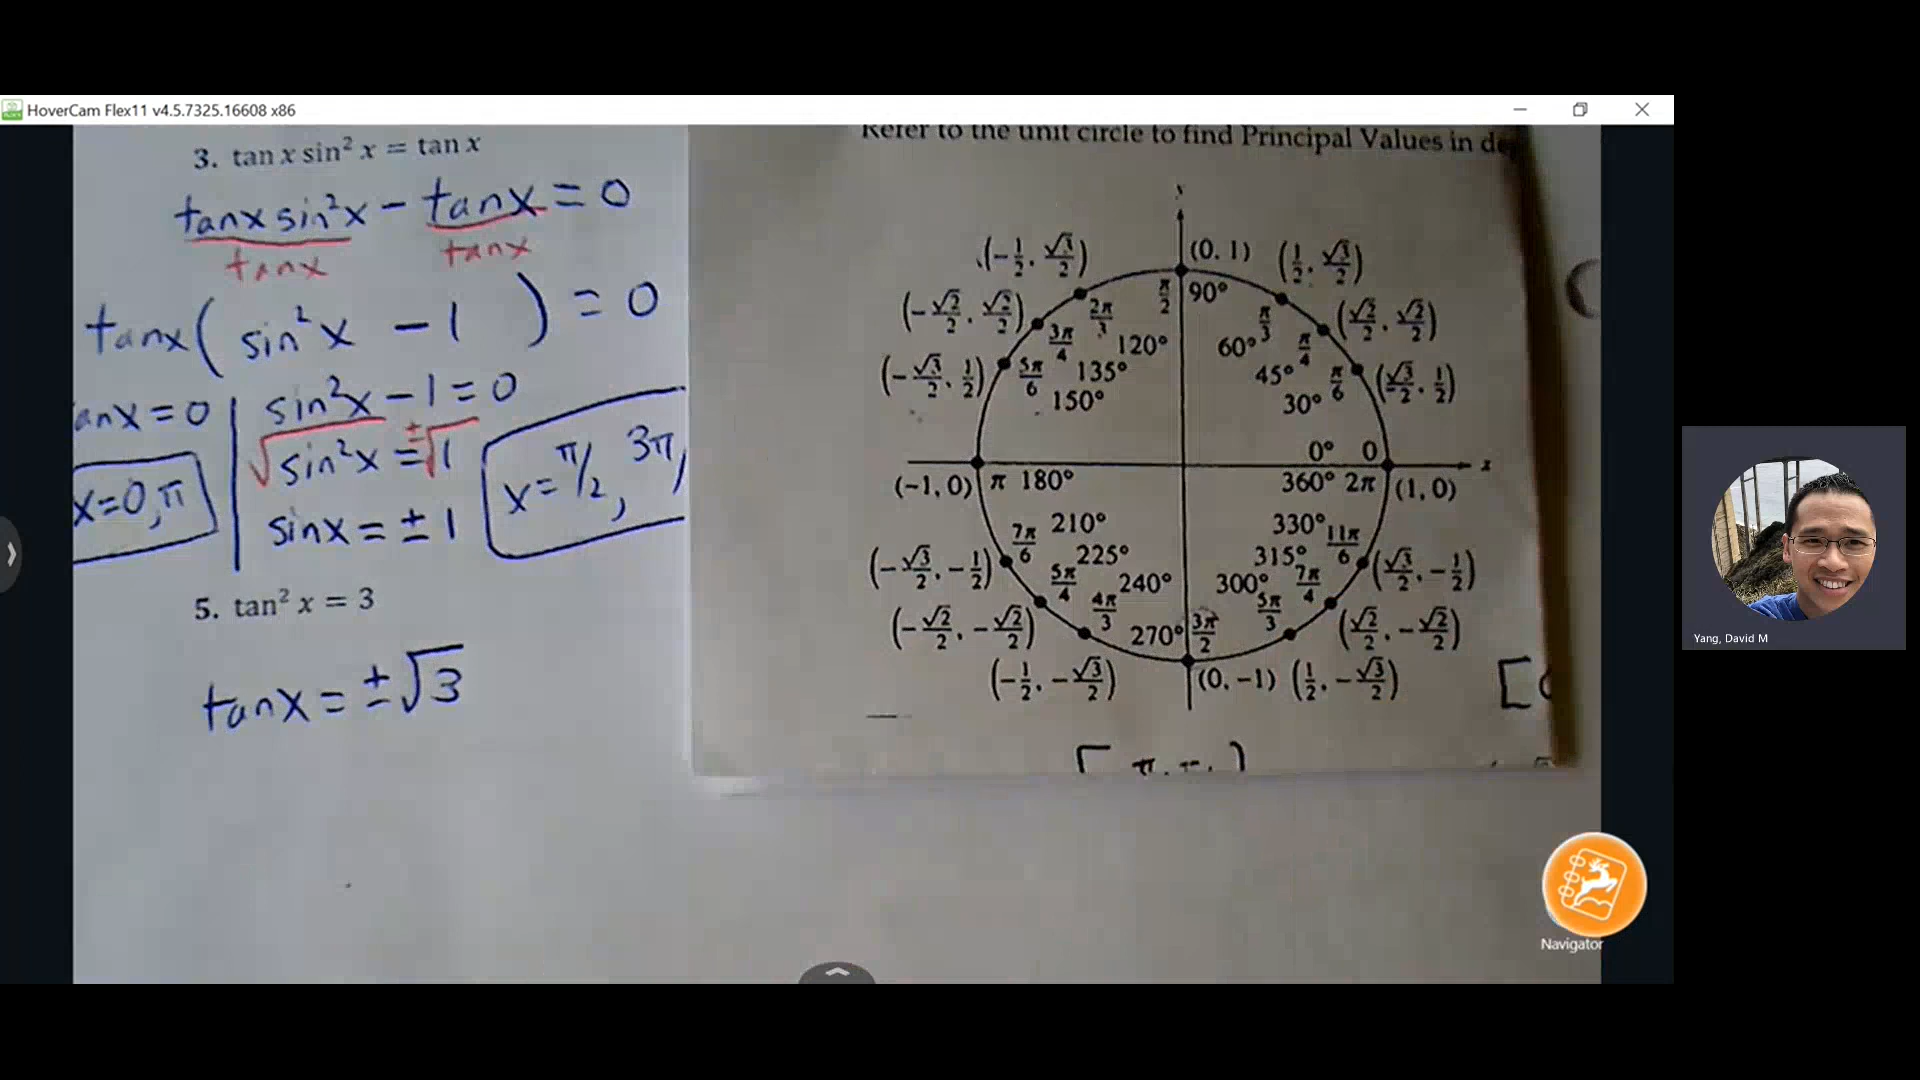 HoverCam Flex11 v4.5.7325.16608 x86
3. tan x sin² x = tan x
tanx sin²x - tanx = 0
tanx tanx
tanx ( sin²x - 1 ) = 0
anx = 0
sin²x - 1 = 0
√sin²x = ±√1
sinx = ± 1
x = 0, π
x = π/2, 3π/
5. tan² x = 3
tanx = ±√3
Refer to the unit circle to find Principal Values in
y
(0, 1)
π/2 90°
(1/2, √3/2)
π/3 60°
(√2/2, √2/2)
π/4 45°
(√3/2, 1/2)
π/6 30°
(-1/2, √3/2)
2π/3 120°
(-√2/2, √2/2)
3π/4 135°
(-√3/2, 1/2)
5π/6 150°
(-1, 0) π 180°
0° 0
360° 2π (1, 0)
x
7π/6 210°
(-√3/2, -1/2)
5π/4 225°
(-√2/2, -√2/2)
4π/3 240°
(-1/2, -√3/2)
270° 3π/2
(0, -1)
330° 11π/6
(√3/2, -1/2)
315° 7π/4
(√2/2, -√2/2)
300° 5π/3
(1/2, -√3/2)
Navigator
Yang, David M